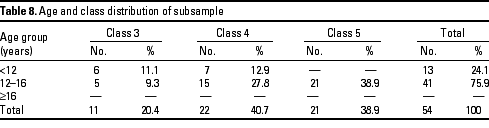 Table 8. Age and class distribution of subsample
Age group (years) Class 3 Class 4 Class 5 Total
No. % No. % No. % No. %
<12 6 11.1 7 12.9 — — 13 24.1
12–16 5 9.3 15 27.8 21 38.9 41 75.9
≥16 — — — — — — — —
Total 11 20.4 22 40.7 21 38.9 54 100